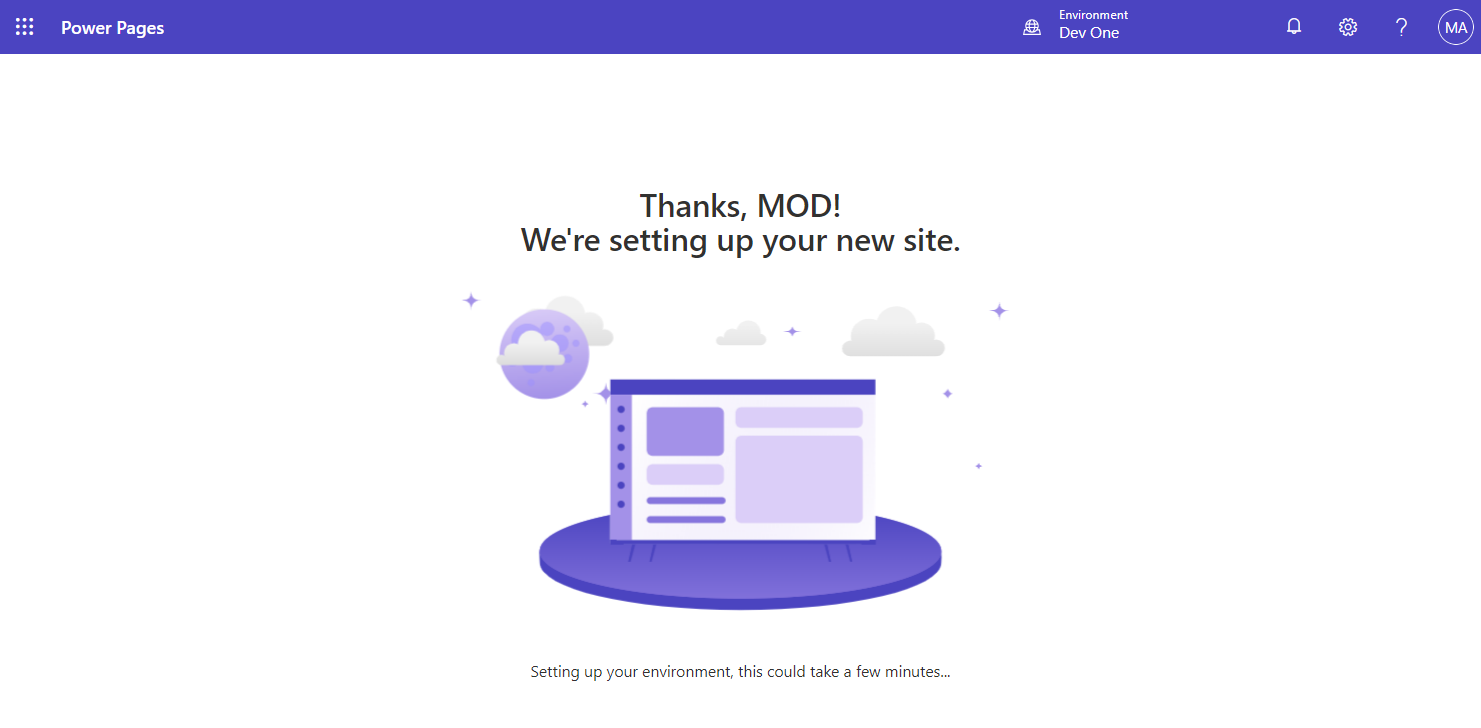 Power Pages
Environment
Dev One
?
MA
Thanks, MOD!
We're setting up your new site.
Setting up your environment, this could take a few minutes...